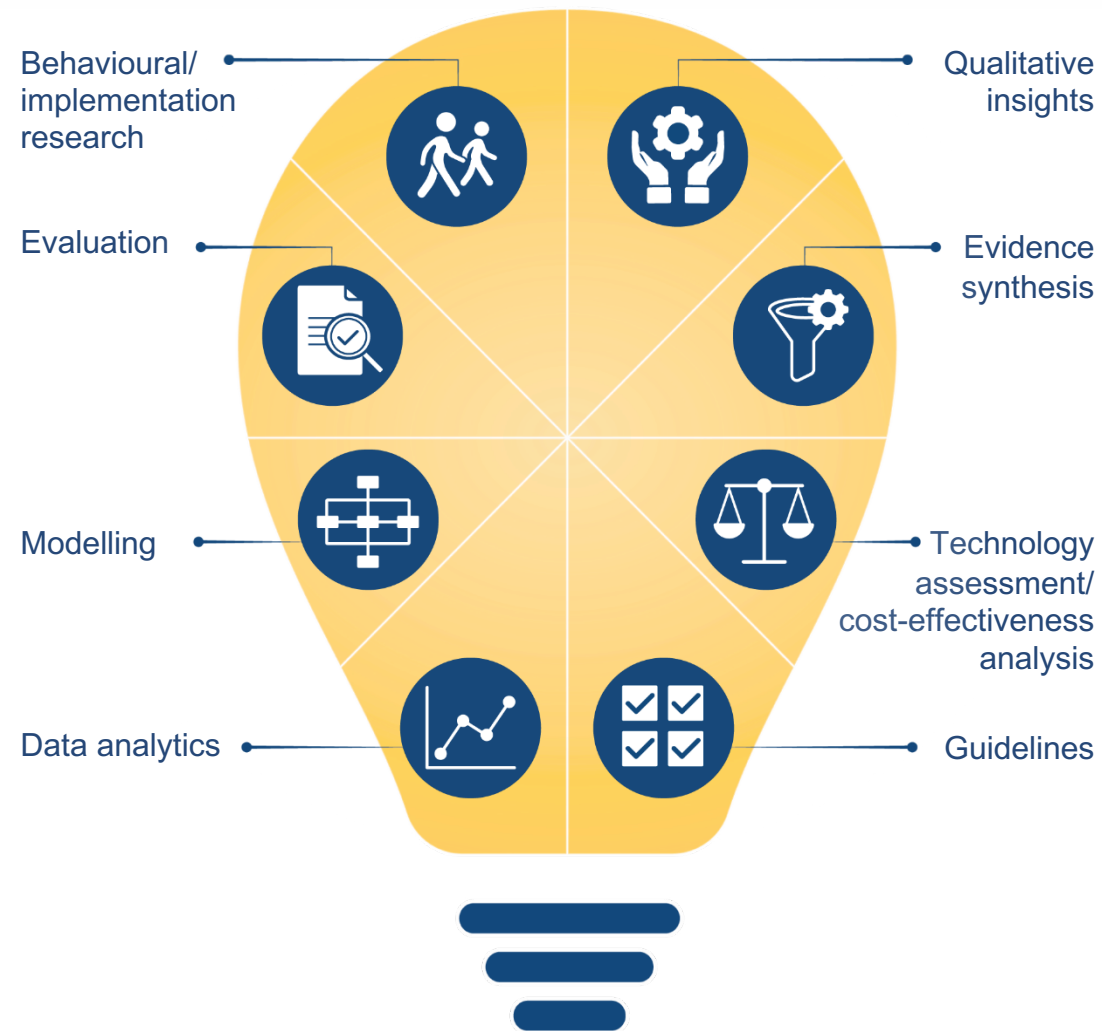 Behavioural/
implementation
research
Qualitative
insights
Evaluation
Evidence
synthesis
Modelling
Technology
assessment/
cost-effectiveness
analysis
Data analytics
Guidelines